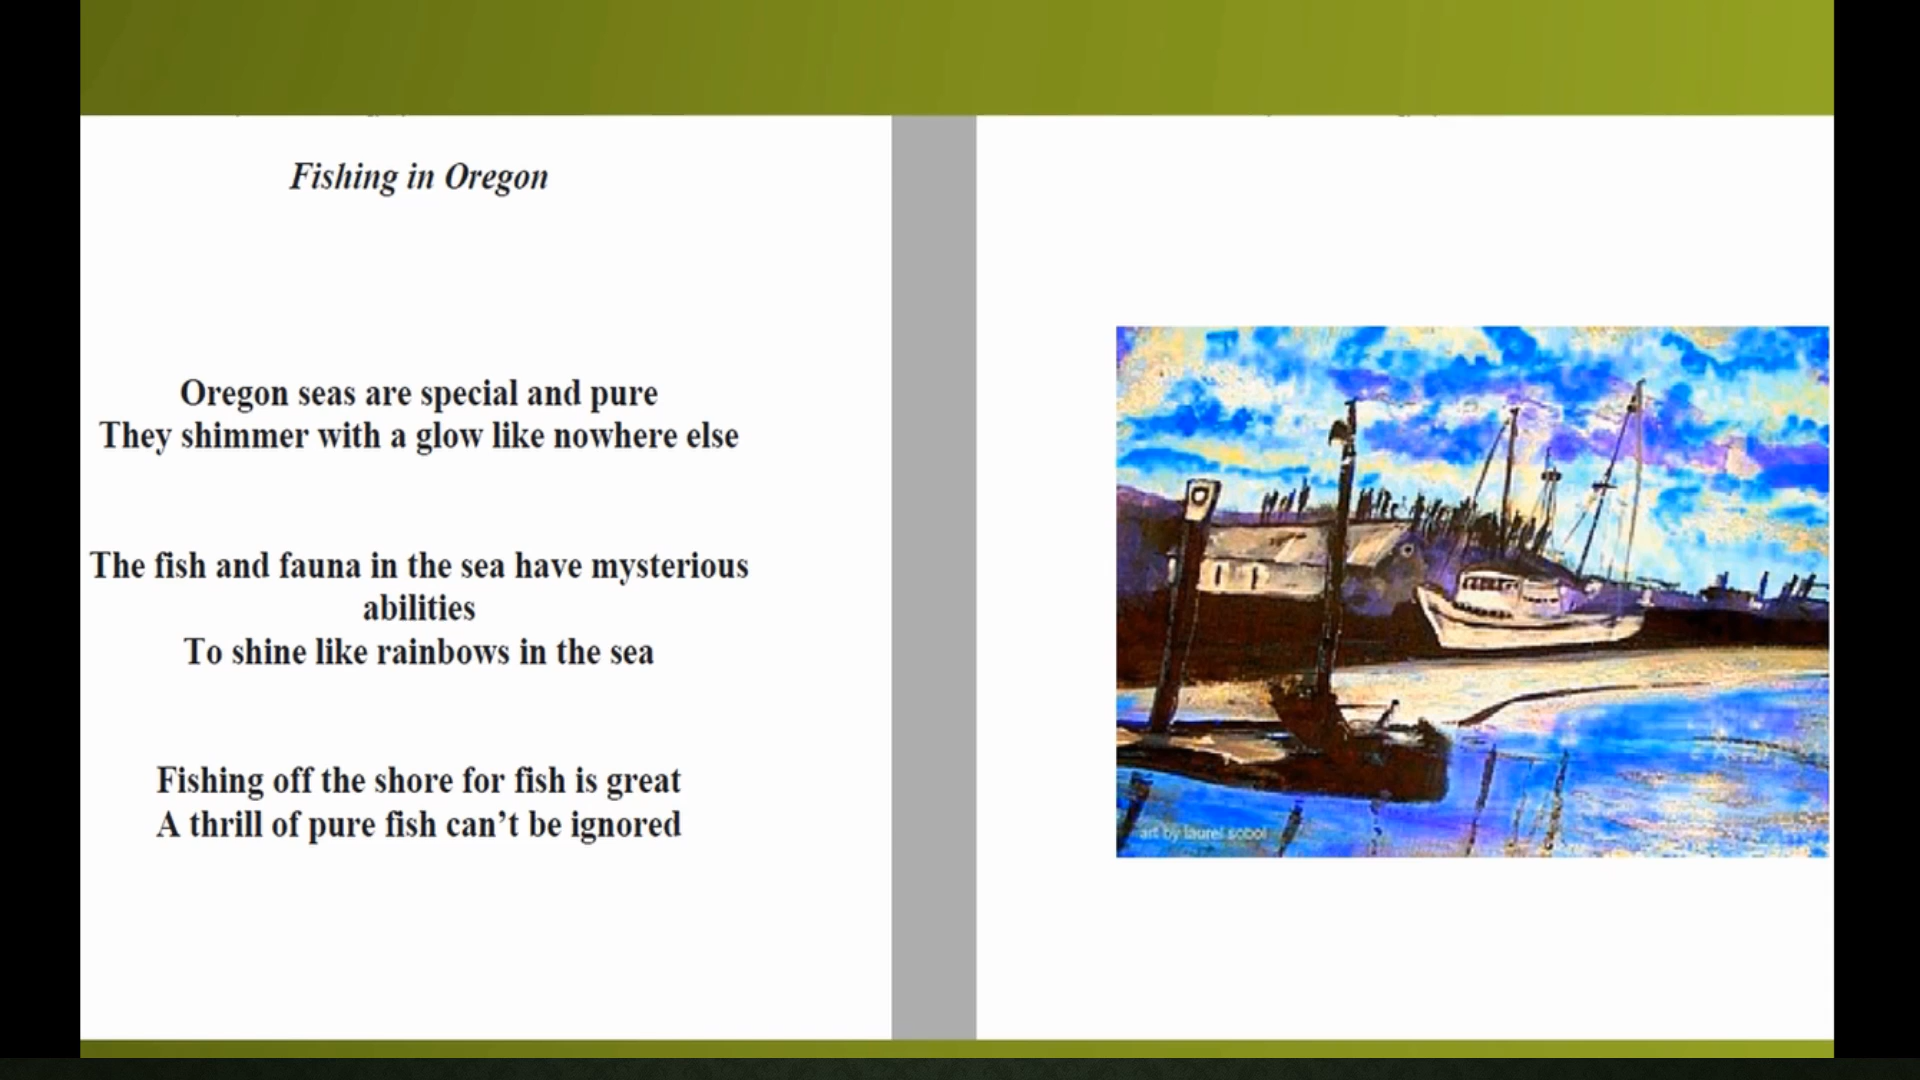 Fishing in Oregon
Oregon seas are special and pure
They shimmer with a glow like nowhere else
The fish and fauna in the sea have mysterious
abilities
To shine like rainbows in the sea
Fishing off the shore for fish is great
A thrill of pure fish can’t be ignored
art by laurel sobol